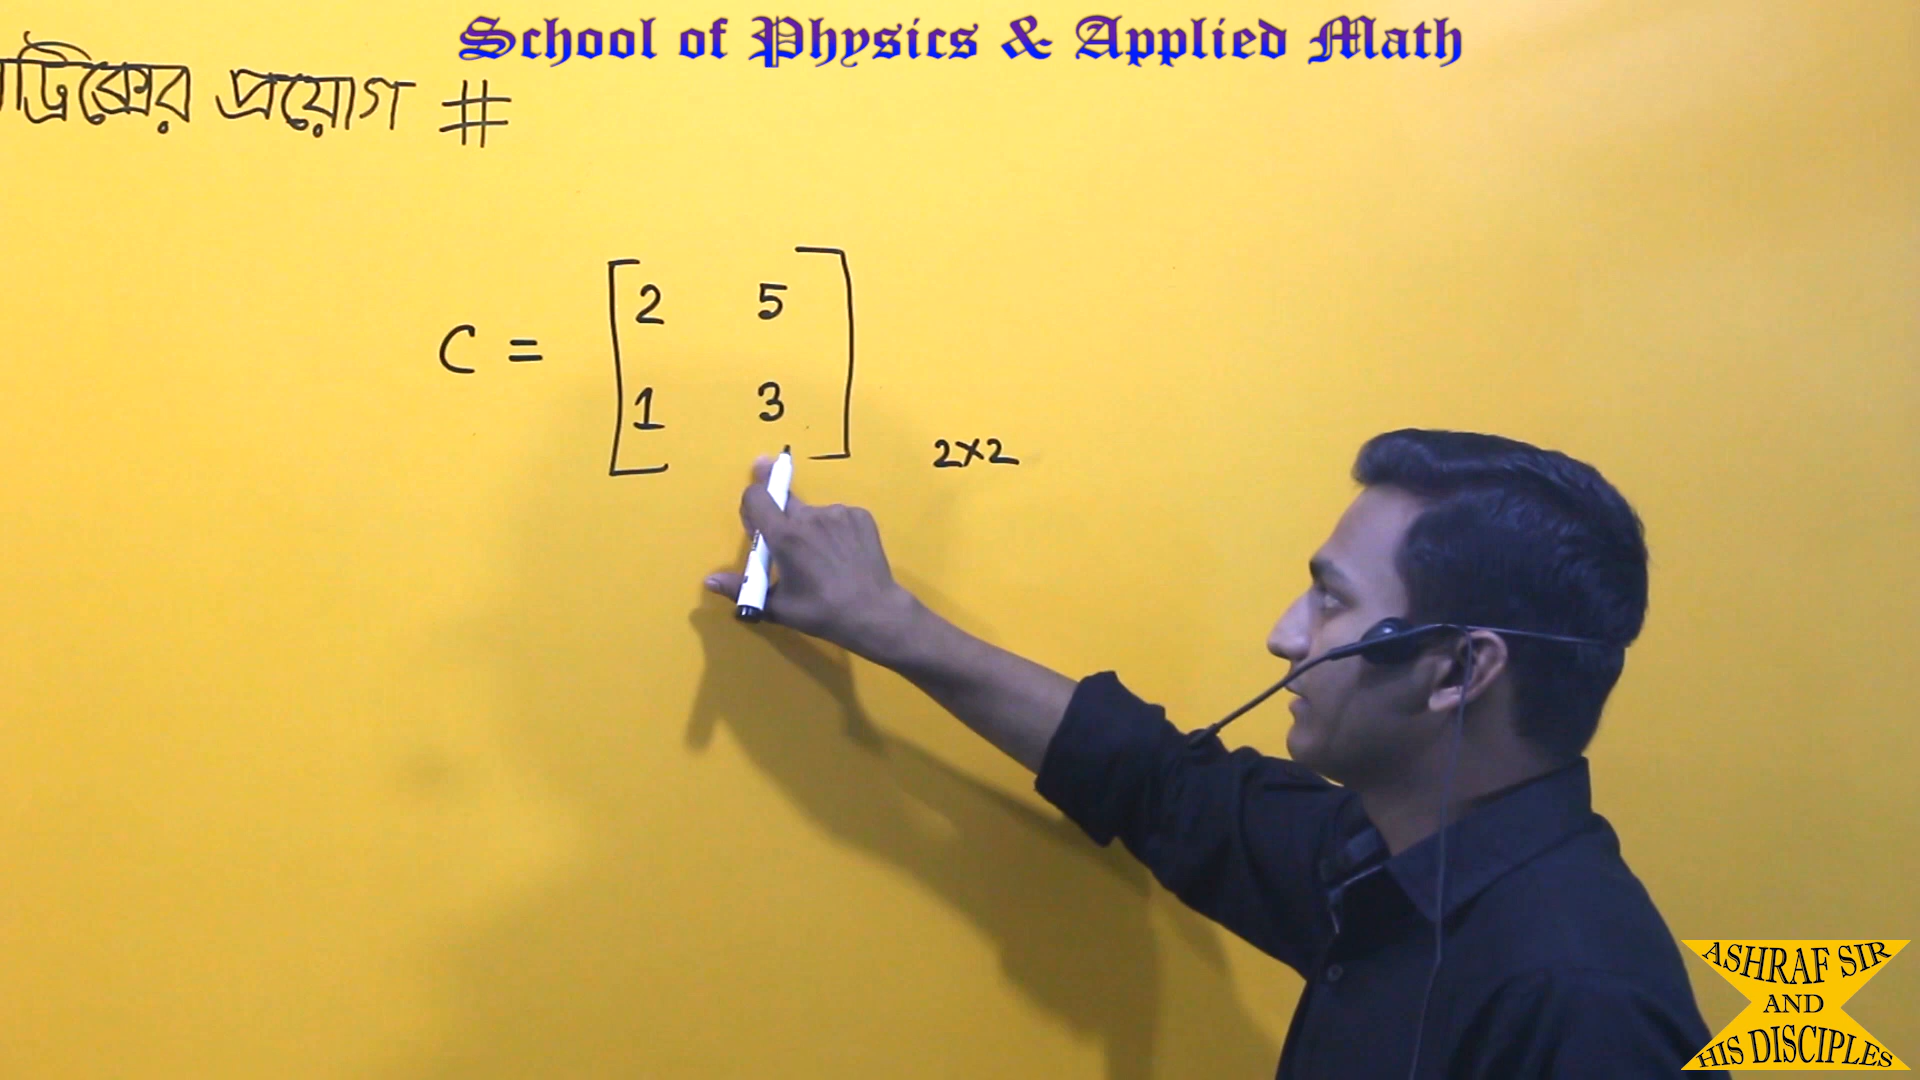 School of Physics & Applied Math
প্রয়োগ #
C = [ 2 5
1 3 ] 2×2
ASHRAF SIR
AND
HIS DISCIPLES